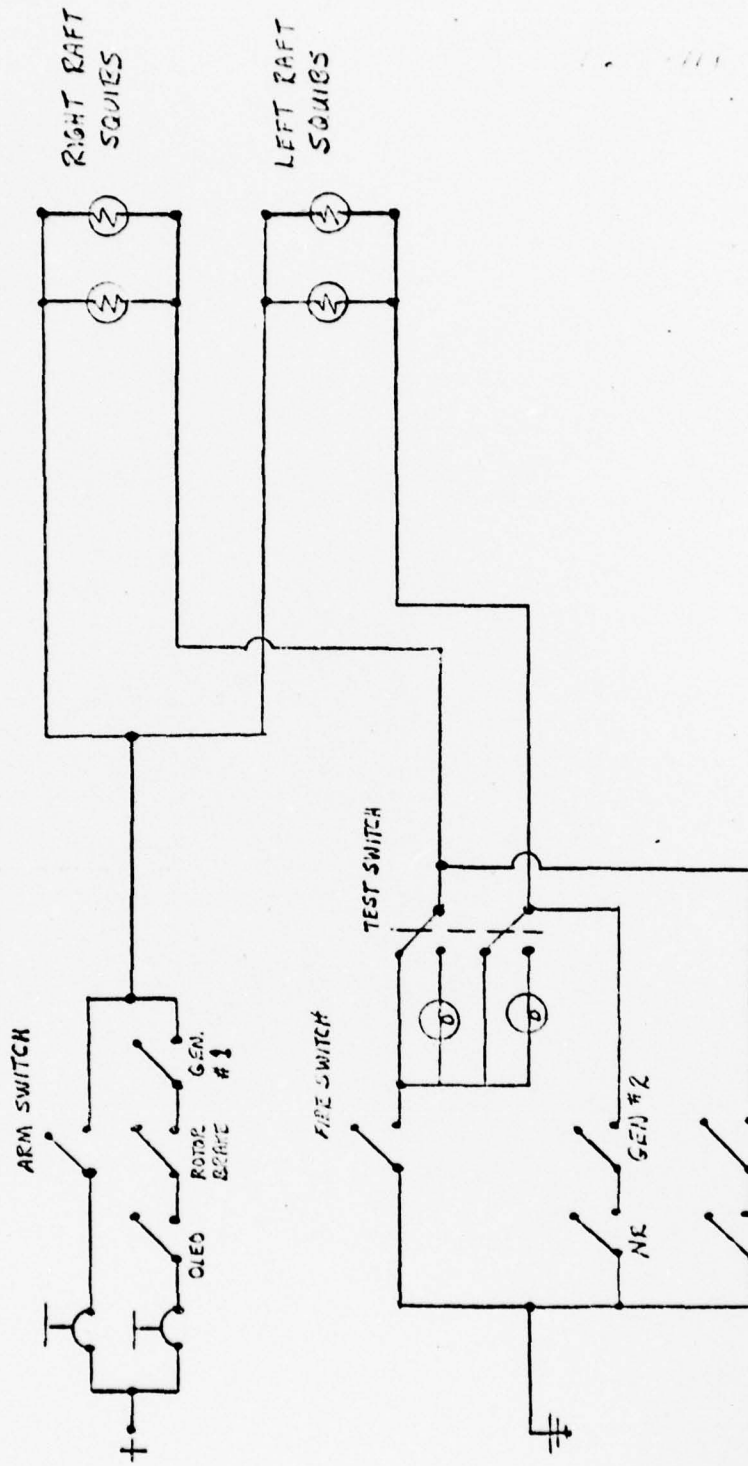 RIGHT RAFT
SQUIBS
LEFT RAFT
SQUIBS
ARM SWITCH
OLEO
ROTOR
BRAKE
GEN.
#1
TEST SWITCH
FIRE SWITCH
NR
GEN #2
+